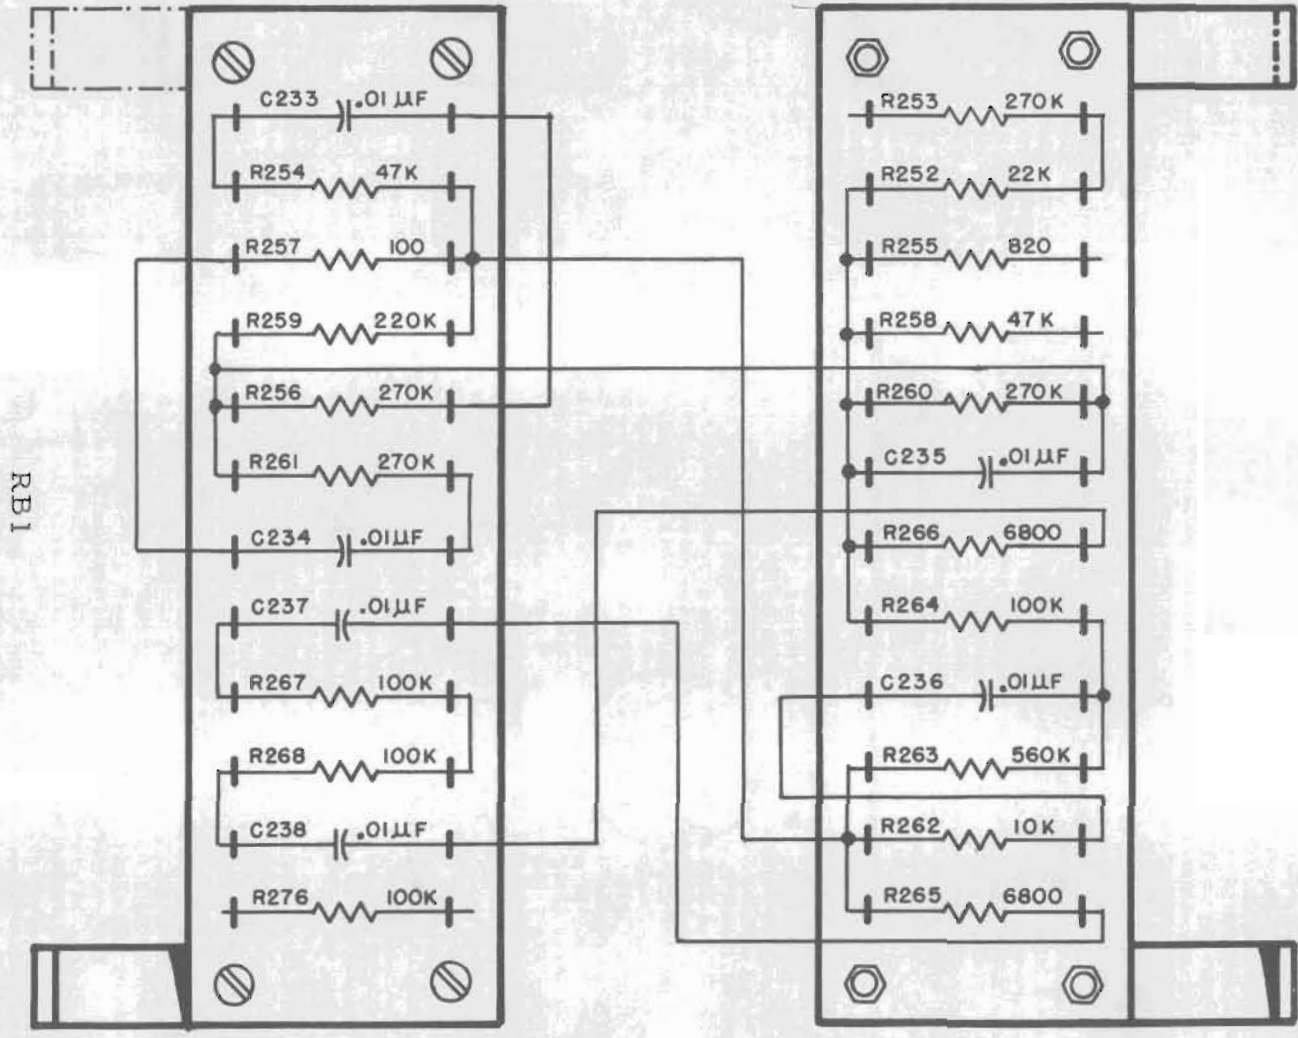 C233 .01 µF
R254 47K
R257 100
R259 220K
R256 270K
R261 270K
C234 .01µF
C237 .01µF
R267 100K
R268 100K
C238 .01µF
R276 100K
R253 270K
R252 22K
R255 820
R258 47K
R260 270K
C235 .01µF
R266 6800
R264 100K
C236 .01µF
R263 560K
R262 10K
R265 6800
RB1